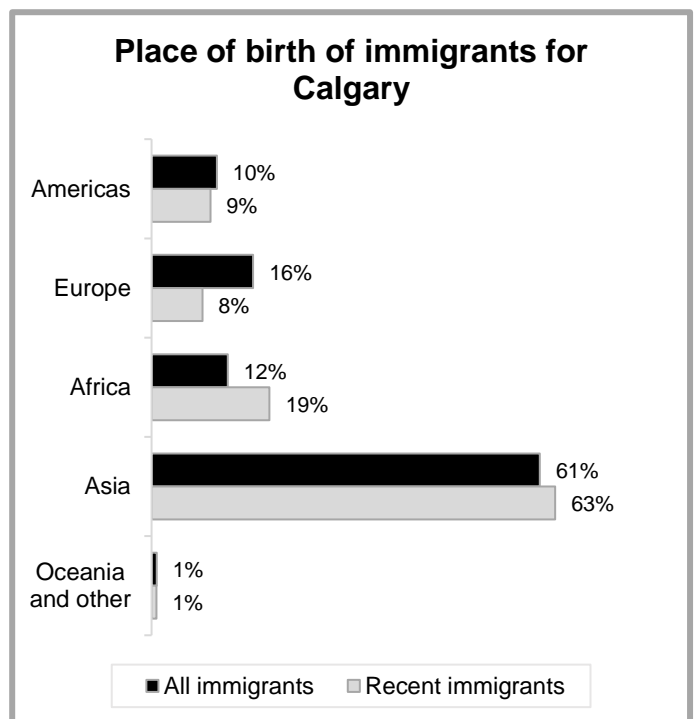 Place of birth of immigrants for
Calgary
Americas
10%
9%
Europe
16%
8%
Africa
12%
19%
Asia
61%
63%
Oceania
and other
1%
1%
All immigrants
Recent immigrants